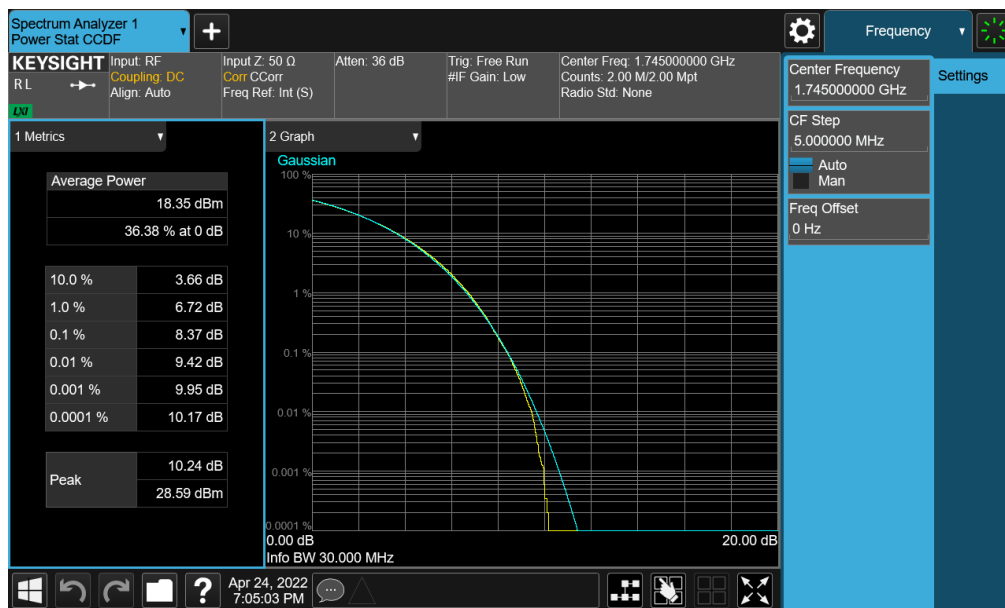 Spectrum Analyzer 1
Power Stat CCDF
+
Frequency
KEYSIGHT
RL
LXI
Input: RF
Coupling: DC
Align: Auto
Input Z: 50 Ω
Corr CCorr
Freq Ref: Int (S)
Atten: 36 dB
Trig: Free Run
#IF Gain: Low
Center Freq: 1.745000000 GHz
Counts: 2.00 M/2.00 Mpt
Radio Std: None
Center Frequency
1.745000000 GHz
Settings
CF Step
5.000000 MHz
Auto
Man
Freq Offset
0 Hz
1 Metrics
Average Power
18.35 dBm
36.38 % at 0 dB
10.0 % 3.66 dB
1.0 % 6.72 dB
0.1 % 8.37 dB
0.01 % 9.42 dB
0.001 % 9.95 dB
0.0001 % 10.17 dB
Peak
10.24 dB
28.59 dBm
2 Graph
Gaussian
100 %
10 %
1 %
0.1 %
0.01 %
0.001 %
0.0001 %
0.00 dB
20.00 dB
Info BW 30.000 MHz
?
Apr 24, 2022
7:05:03 PM